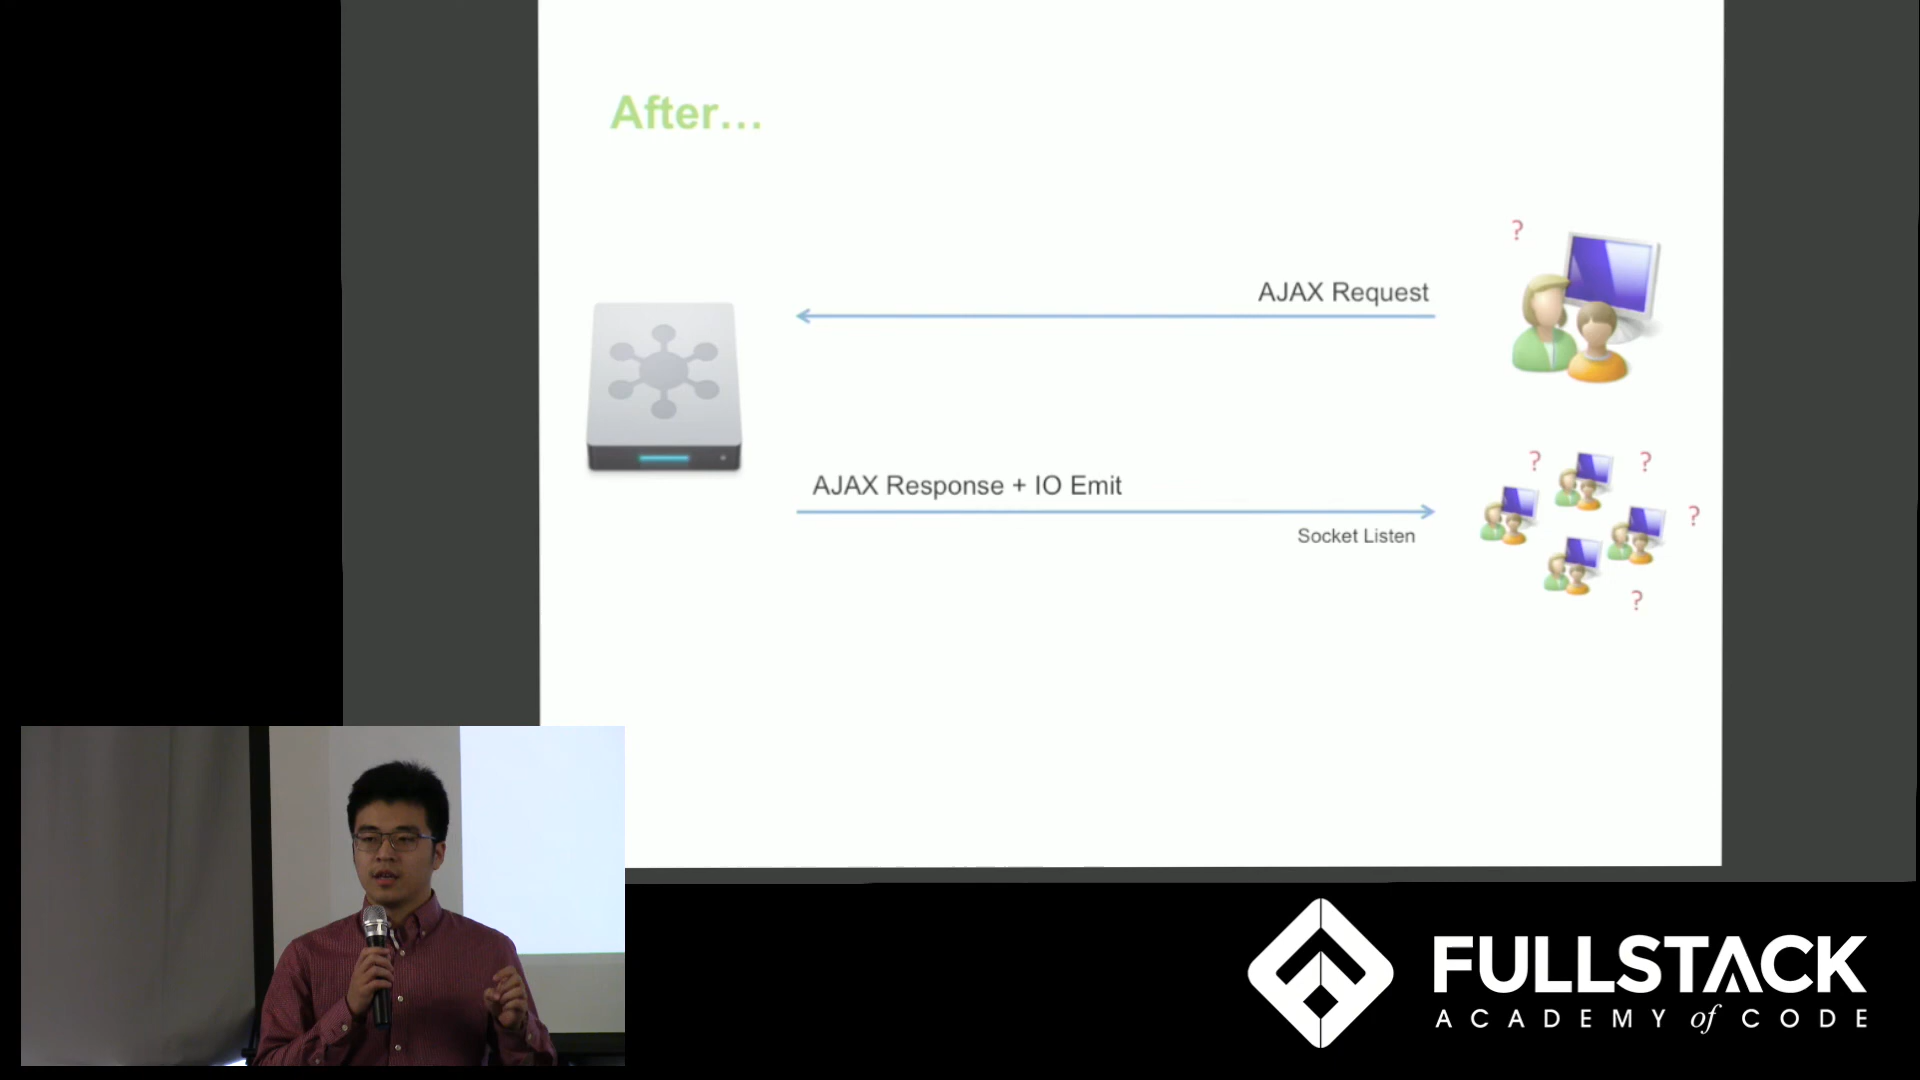 After...
?
AJAX Request
AJAX Response + IO Emit
Socket Listen
?
?
?
?
FULLSTACK
ACADEMY of CODE